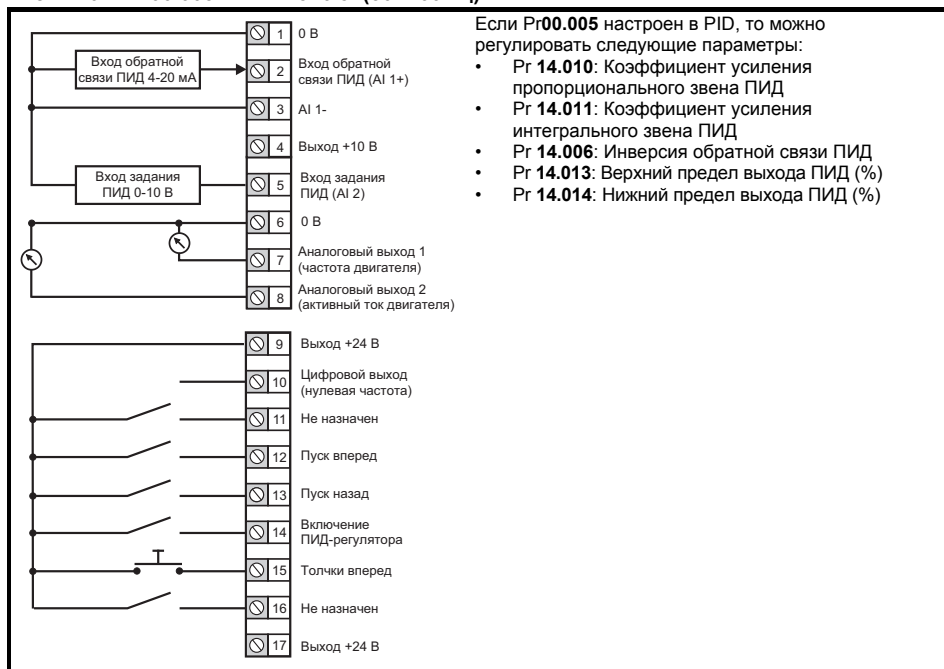 1 0 В
Вход обратной
связи ПИД 4-20 мА
2 Вход обратной
связи ПИД (AI 1+)
3 AI 1-
4 Выход +10 В
Вход задания
ПИД 0-10 В
5 Вход задания
ПИД (AI 2)
6 0 В
7 Аналоговый выход 1
(частота двигателя)
8 Аналоговый выход 2
(активный ток двигателя)
9 Выход +24 В
10 Цифровой выход
(нулевая частота)
11 Не назначен
12 Пуск вперед
13 Пуск назад
14 Включение
ПИД-регулятора
15 Толчки вперед
16 Не назначен
17 Выход +24 В
Если Pr00.005 настроен в PID, то можно
регулировать следующие параметры:
• Pr 14.010: Коэффициент усиления
пропорционального звена ПИД
• Pr 14.011: Коэффициент усиления
интегрального звена ПИД
• Pr 14.006: Инверсия обратной связи ПИД
• Pr 14.013: Верхний предел выхода ПИД (%)
• Pr 14.014: Нижний предел выхода ПИД (%)